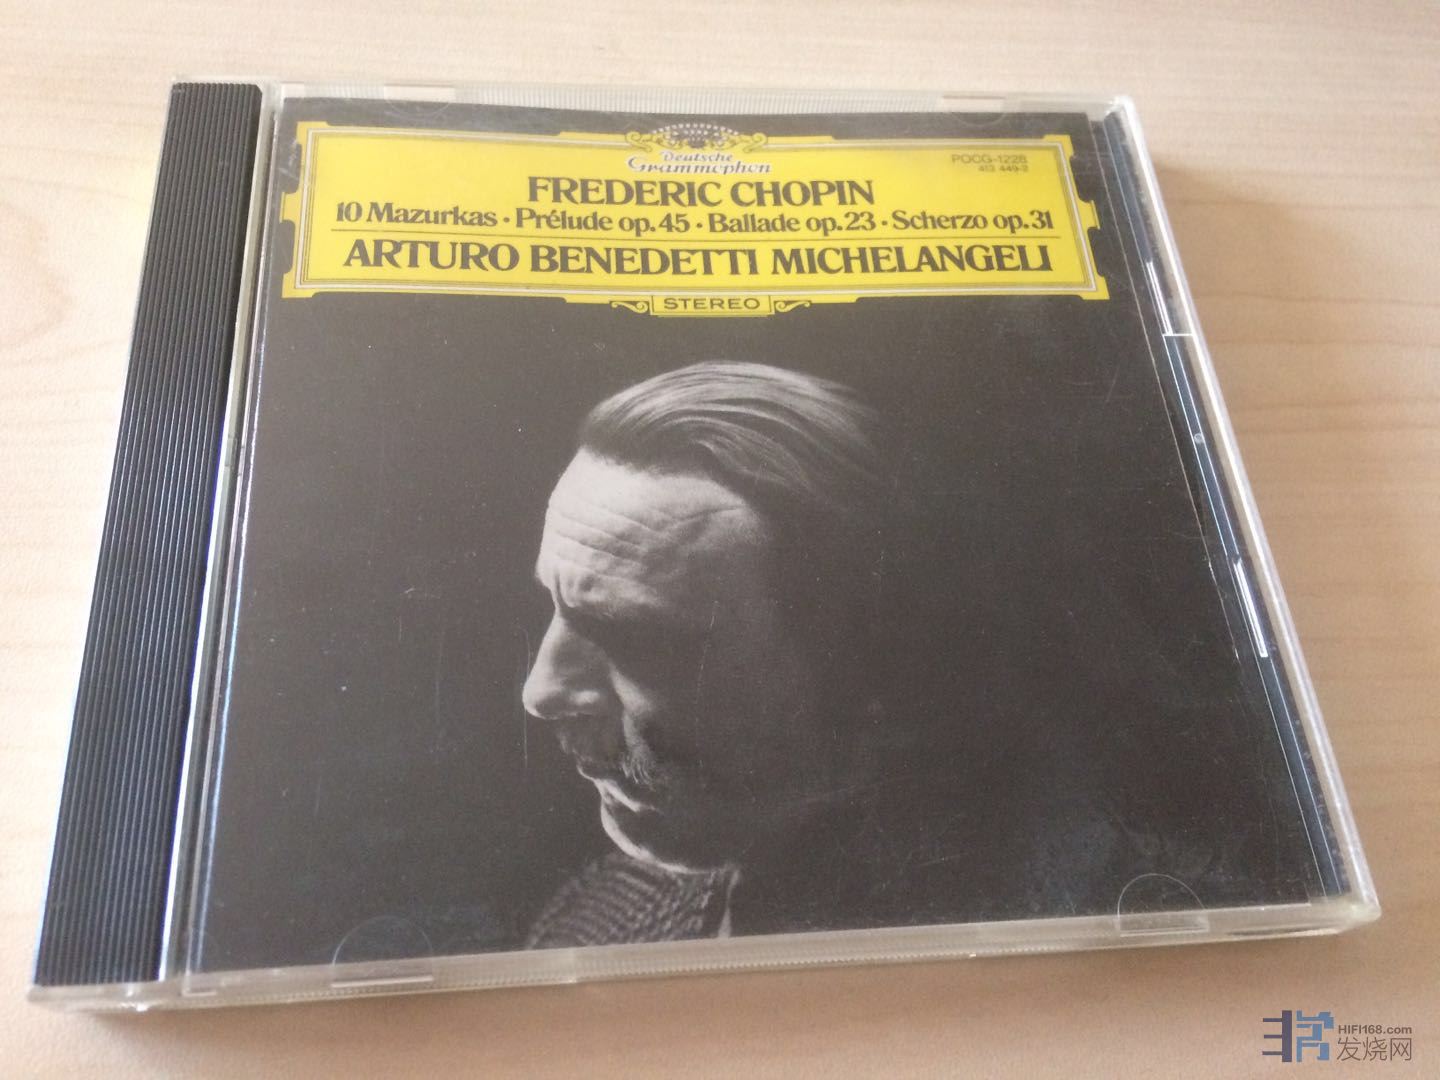 Deutsche
Grammophon
POCG-1228
413 449-2
FREDERIC CHOPIN
10 Mazurkas · Prélude op.45 · Ballade op.23 · Scherzo op.31
ARTURO BENEDETTI MICHELANGELI
STEREO
HIFI168.com
发烧网